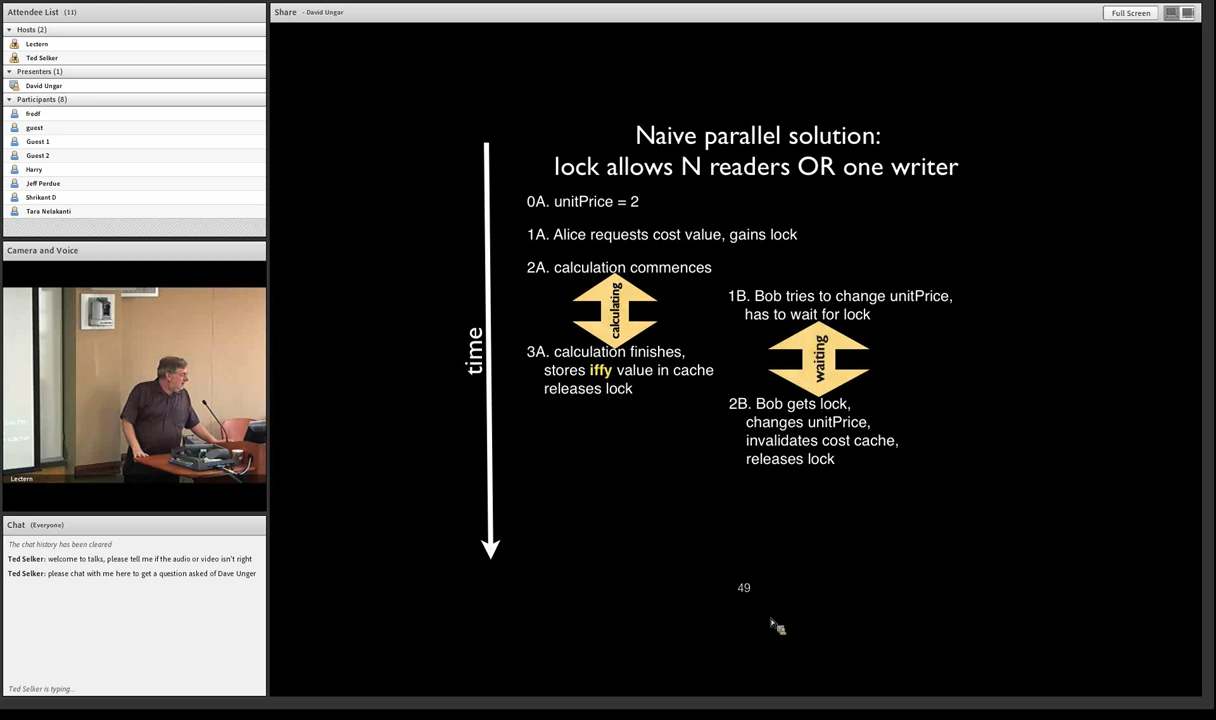 Attendee List (11)
Hosts (2)
Lectern
Ted Selker
Presenters (1)
David Ungar
Participants (8)
fredf
guest
Guest 1
Guest 2
Harry
Jeff Perdue
Shrikant D
Tara Nelakanti
Camera and Voice
Lectern
Chat (Everyone)
The chat history has been cleared
Ted Selker: welcome to talks, please tell me if the audio or video isn't right
Ted Selker: please chat with me here to get a question asked of Dave Unger
Ted Selker is typing...
Share - David Ungar
Full Screen
Naive parallel solution:
lock allows N readers OR one writer
time
0A. unitPrice = 2
1A. Alice requests cost value, gains lock
2A. calculation commences
calculating
3A. calculation finishes,
stores iffy value in cache
releases lock
1B. Bob tries to change unitPrice,
has to wait for lock
waiting
2B. Bob gets lock,
changes unitPrice,
invalidates cost cache,
releases lock
49